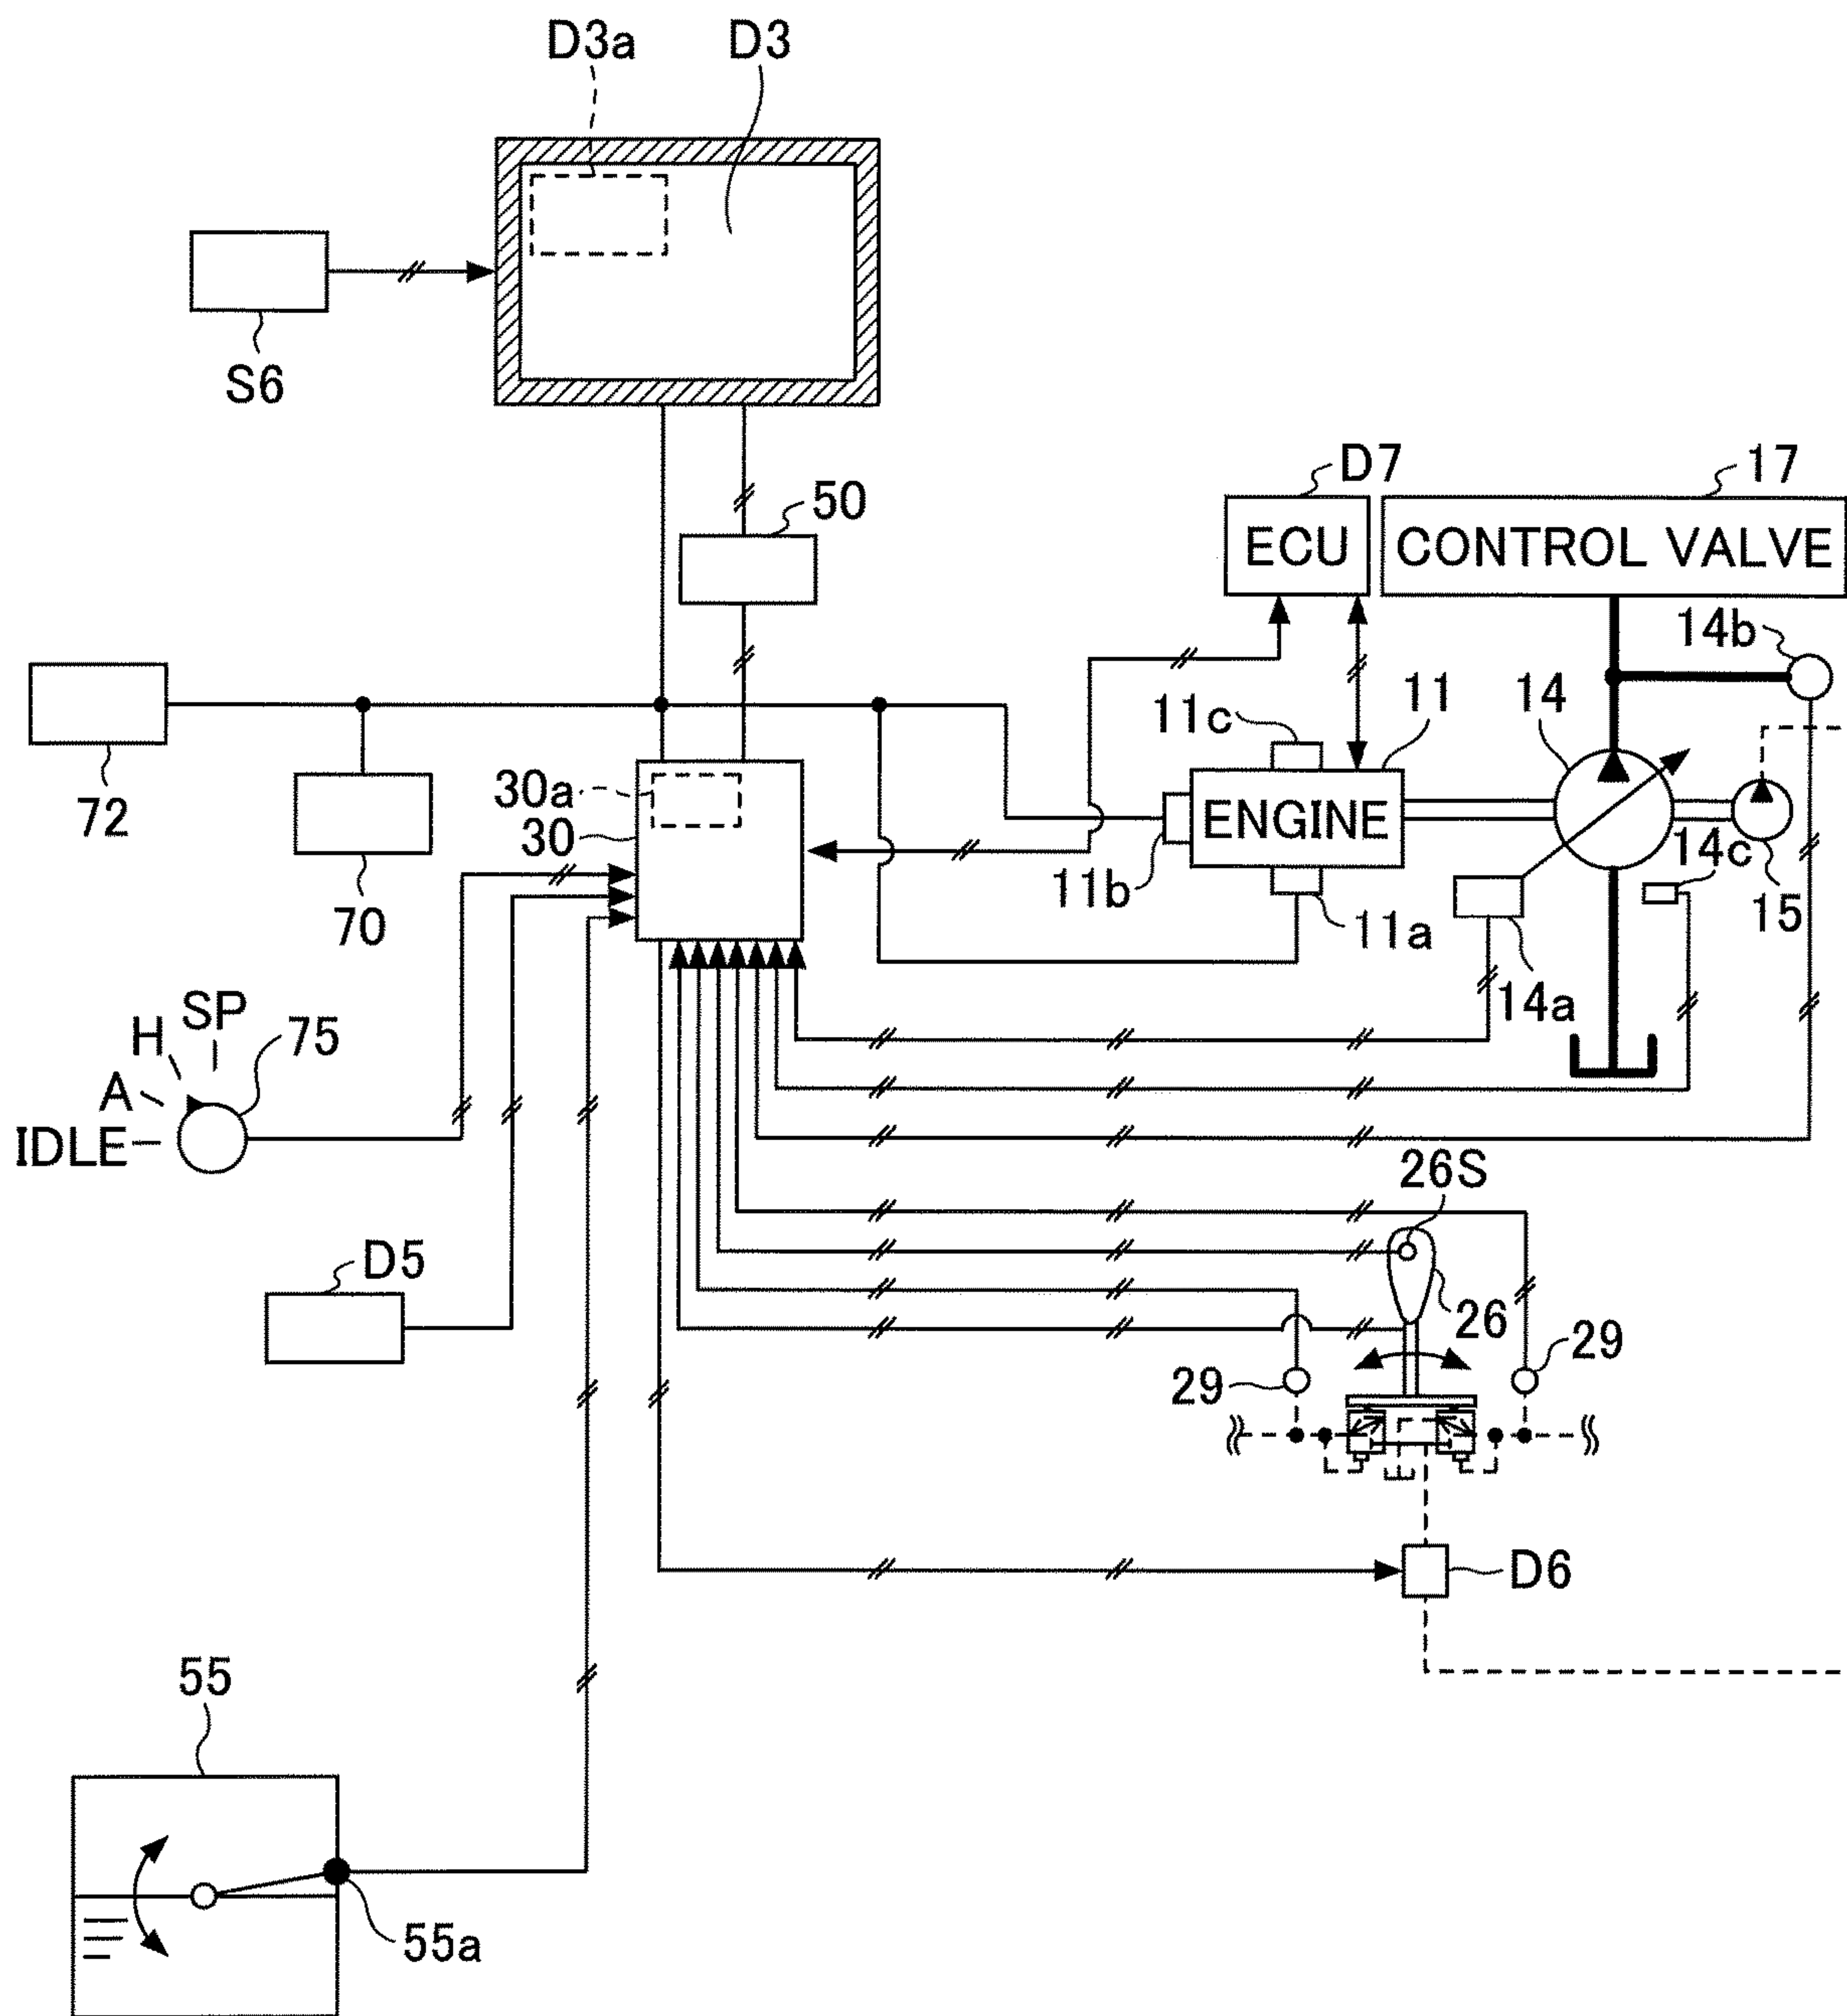 D3a D3
S6
50
D7 17
ECU CONTROL VALVE
14b
72
11c 11 14
30a
30
ENGINE
70
11b
11a
14c
15
14a
SP
H
A
IDLE
75
26S
D5
26
29
29
D6
55
55a